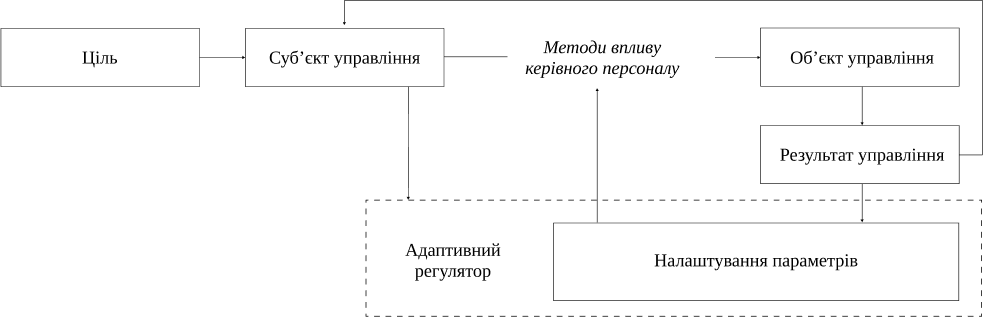 Ціль
Суб’єкт управління
Методи впливу
керівного персоналу
Об’єкт управління
Результат управління
Адаптивний
регулятор
Налаштування параметрів